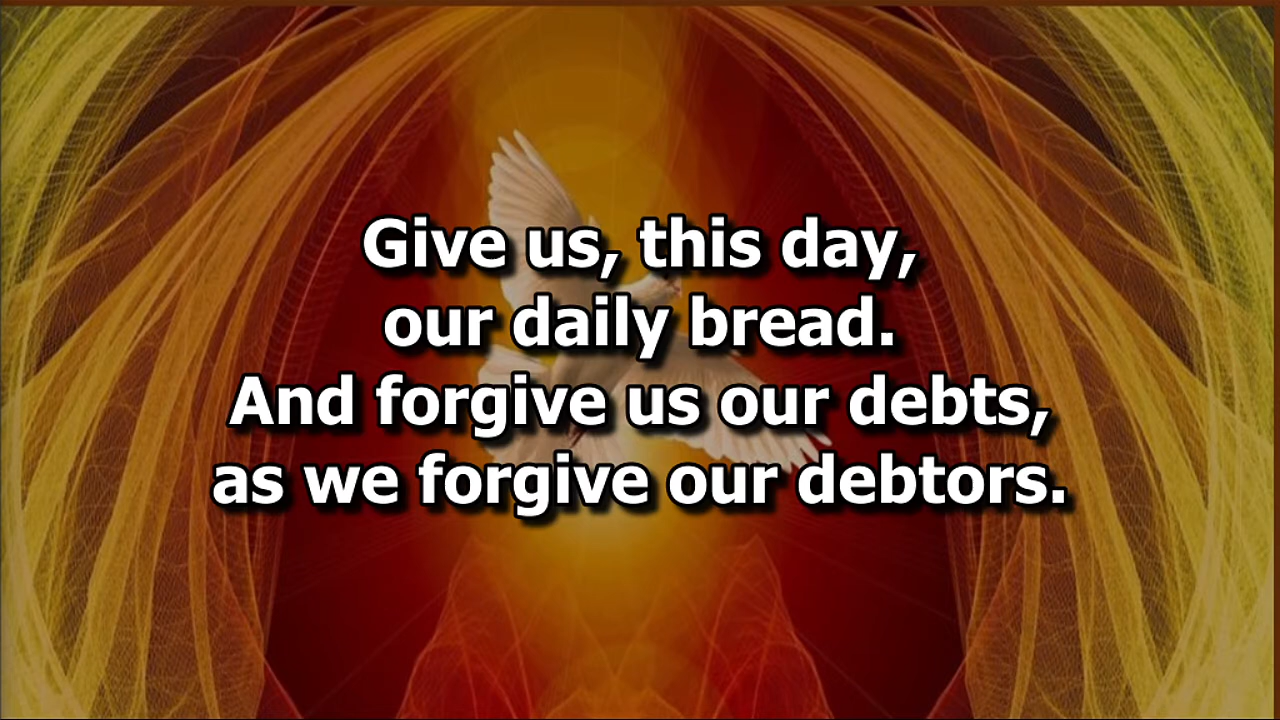 Give us, this day,
our daily bread.
And forgive us our debts,
as we forgive our debtors.